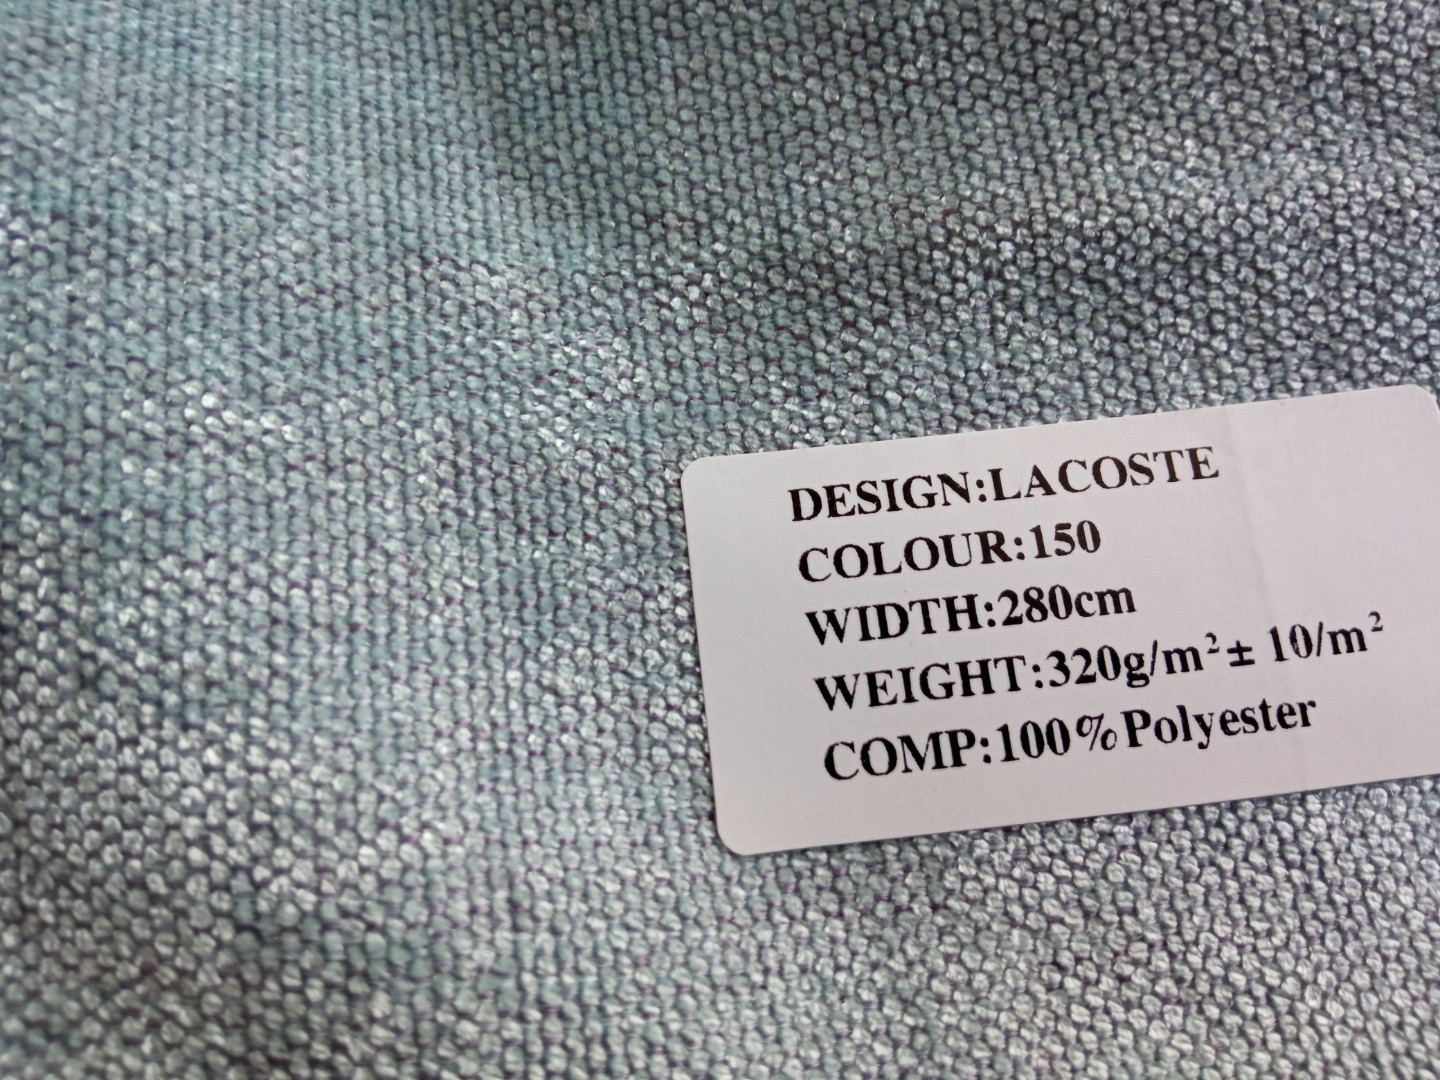 DESIGN:LACOSTE
COLOUR:150
WIDTH:280cm
WEIGHT:320g/m²± 10/m²
COMP:100%Polyester